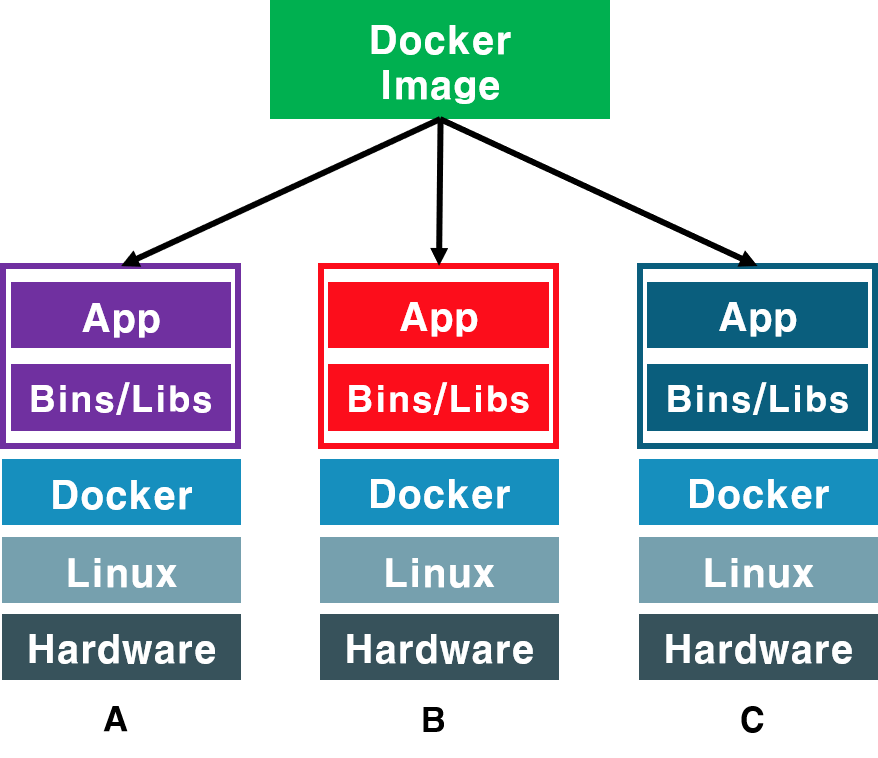 Docker
Image
App
App
App
Bins/Libs
Bins/Libs
Bins/Libs
Docker
Docker
Docker
Linux
Linux
Linux
Hardware
Hardware
Hardware
A
B
C